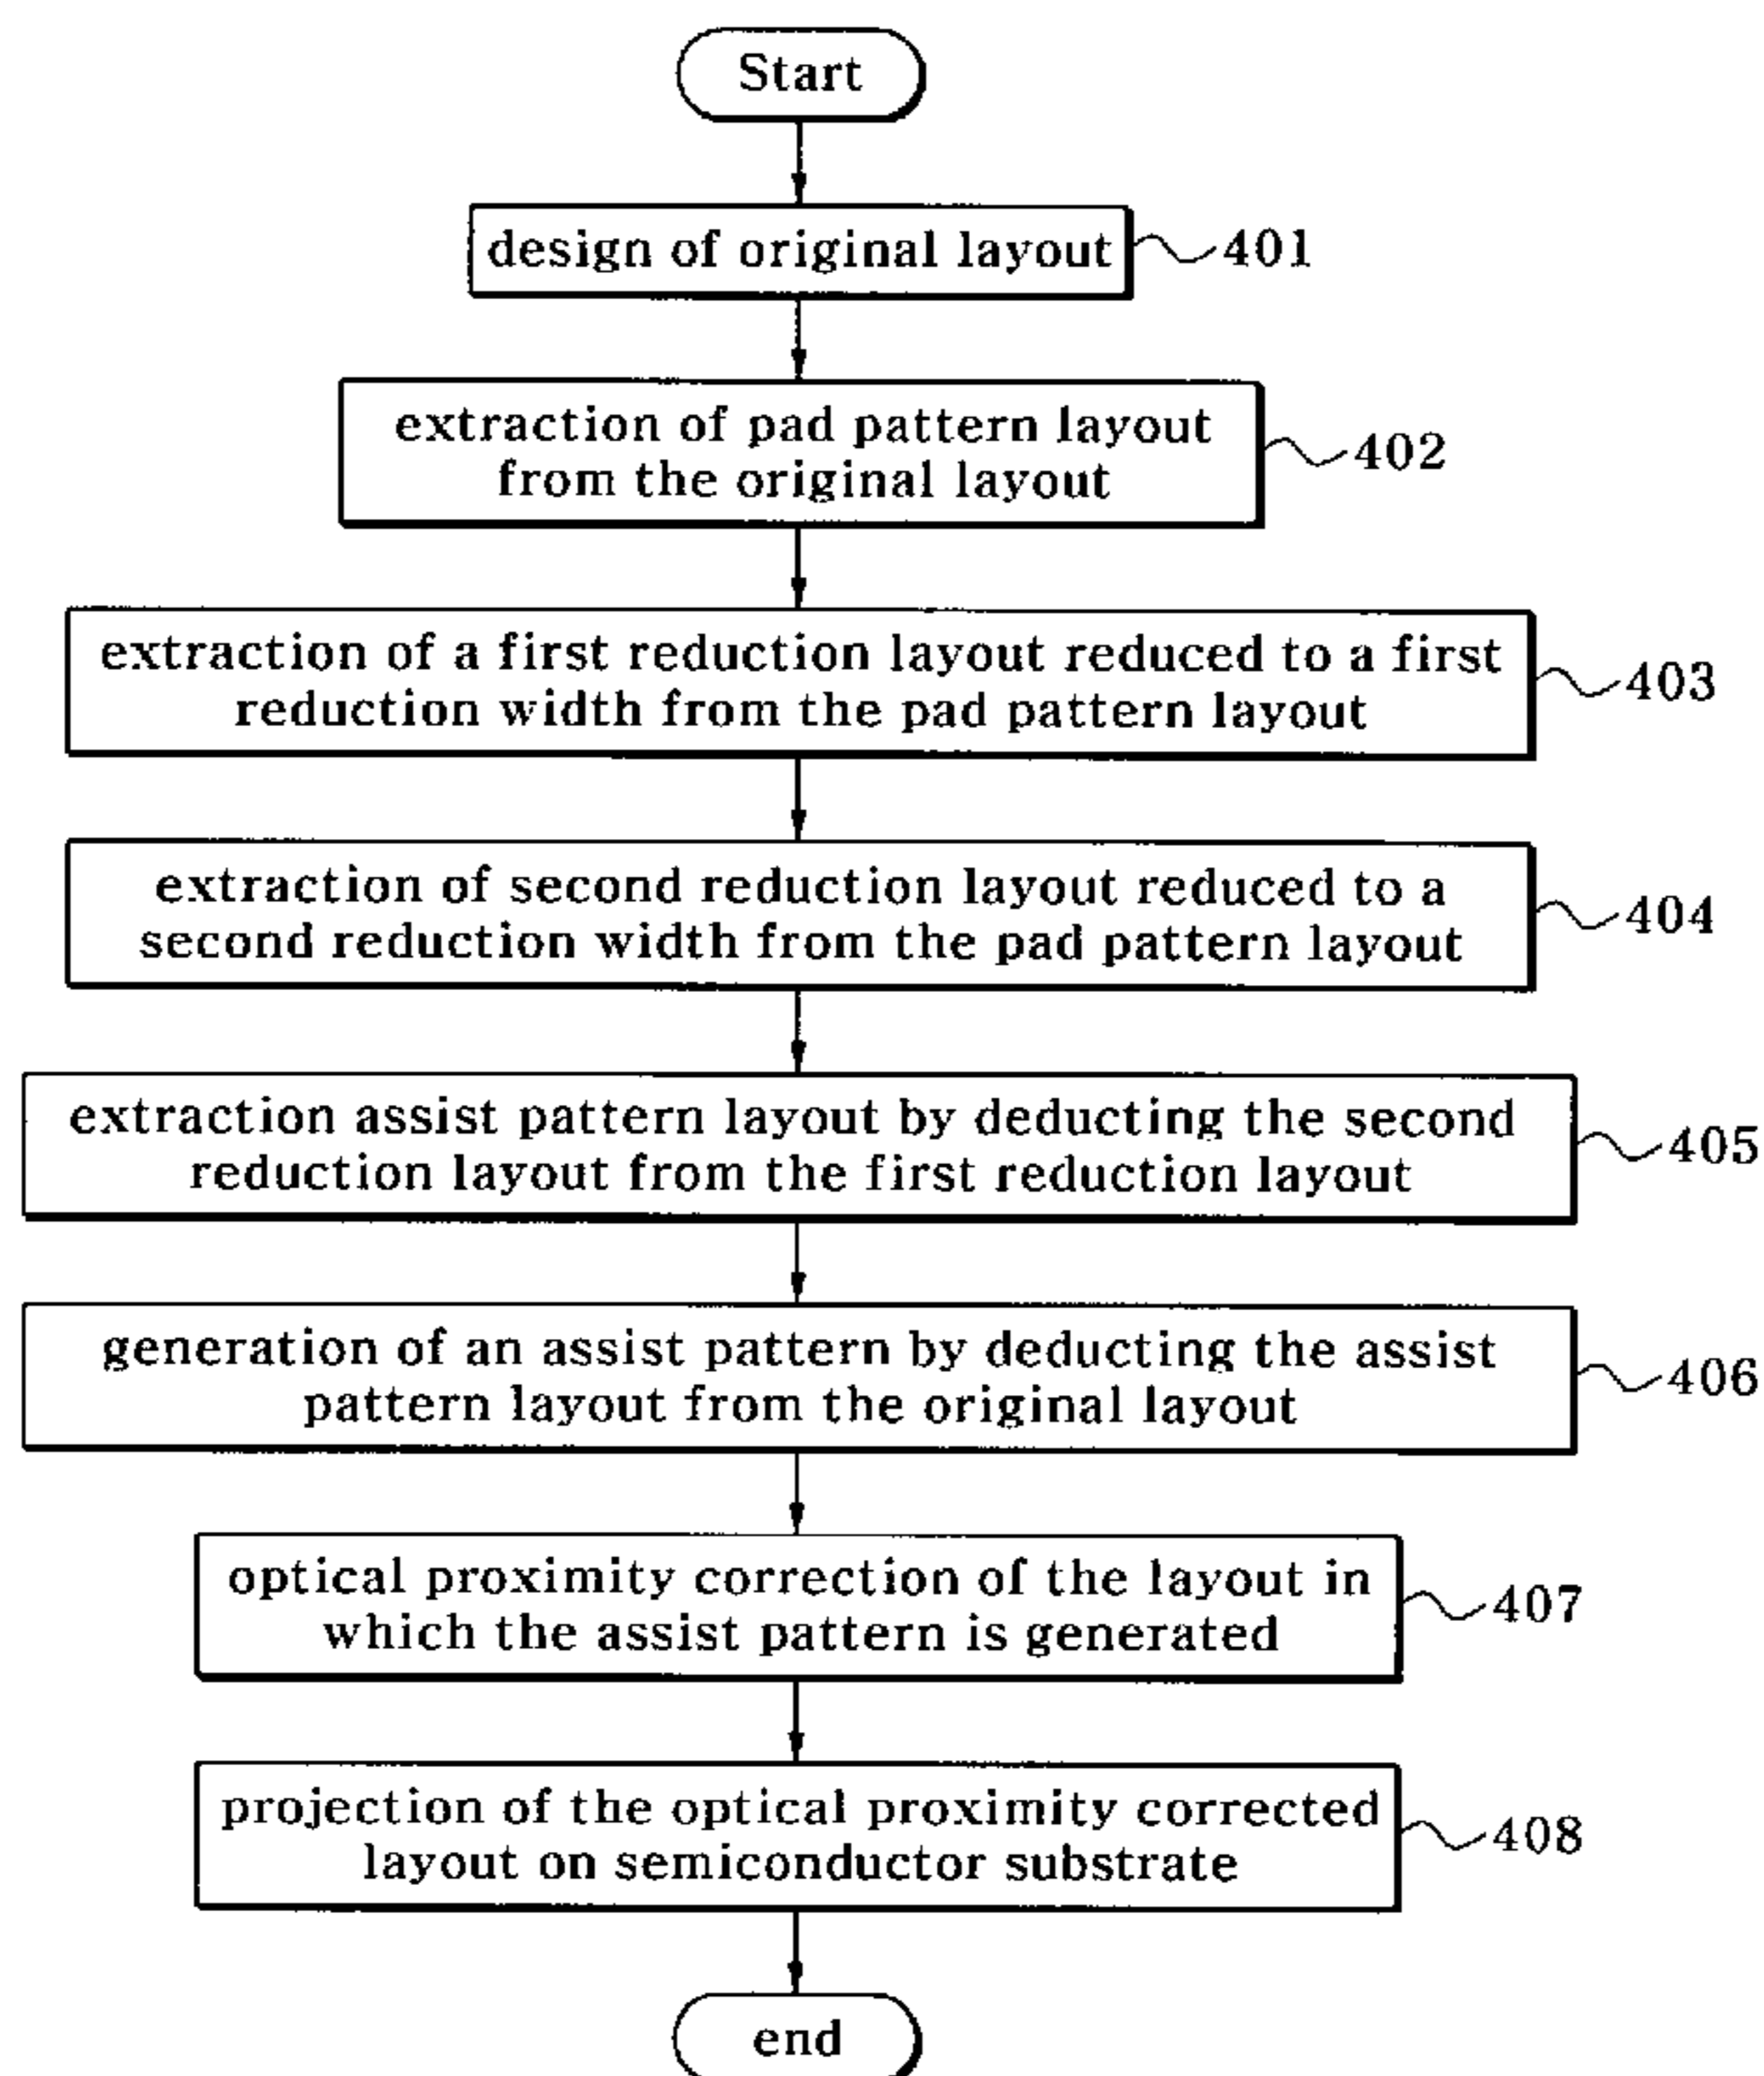 Start
design of original layout
401
extraction of pad pattern layout
from the original layout
402
extraction of a first reduction layout reduced to a first
reduction width from the pad pattern layout
403
extraction of second reduction layout reduced to a
second reduction width from the pad pattern layout
404
extraction assist pattern layout by deducting the second
reduction layout from the first reduction layout
405
generation of an assist pattern by deducting the assist
pattern layout from the original layout
406
optical proximity correction of the layout in
which the assist pattern is generated
407
projection of the optical proximity corrected
layout on semiconductor substrate
408
end